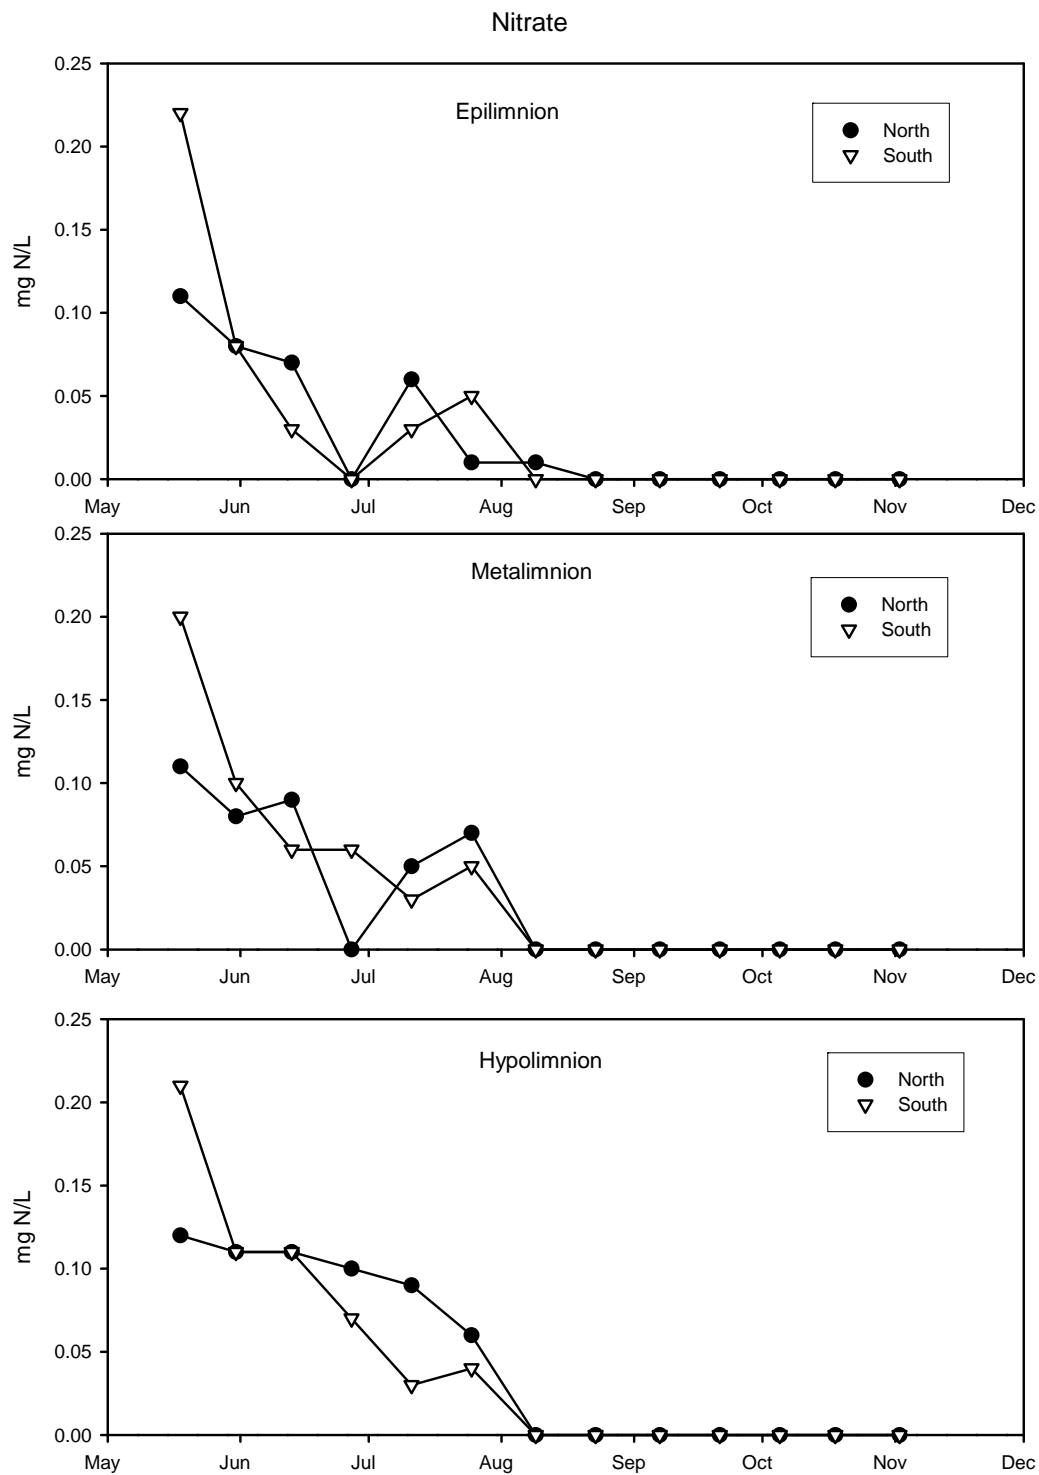 Nitrate
0.25
Epilimnion
North
South
0.20
0.15
mg N/L
0.10
0.05
0.00
May Jun Jul Aug Sep Oct Nov Dec
0.25
Metalimnion
North
South
0.20
0.15
mg N/L
0.10
0.05
0.00
May Jun Jul Aug Sep Oct Nov Dec
0.25
Hypolimnion
North
South
0.20
0.15
mg N/L
0.10
0.05
0.00
May Jun Jul Aug Sep Oct Nov Dec